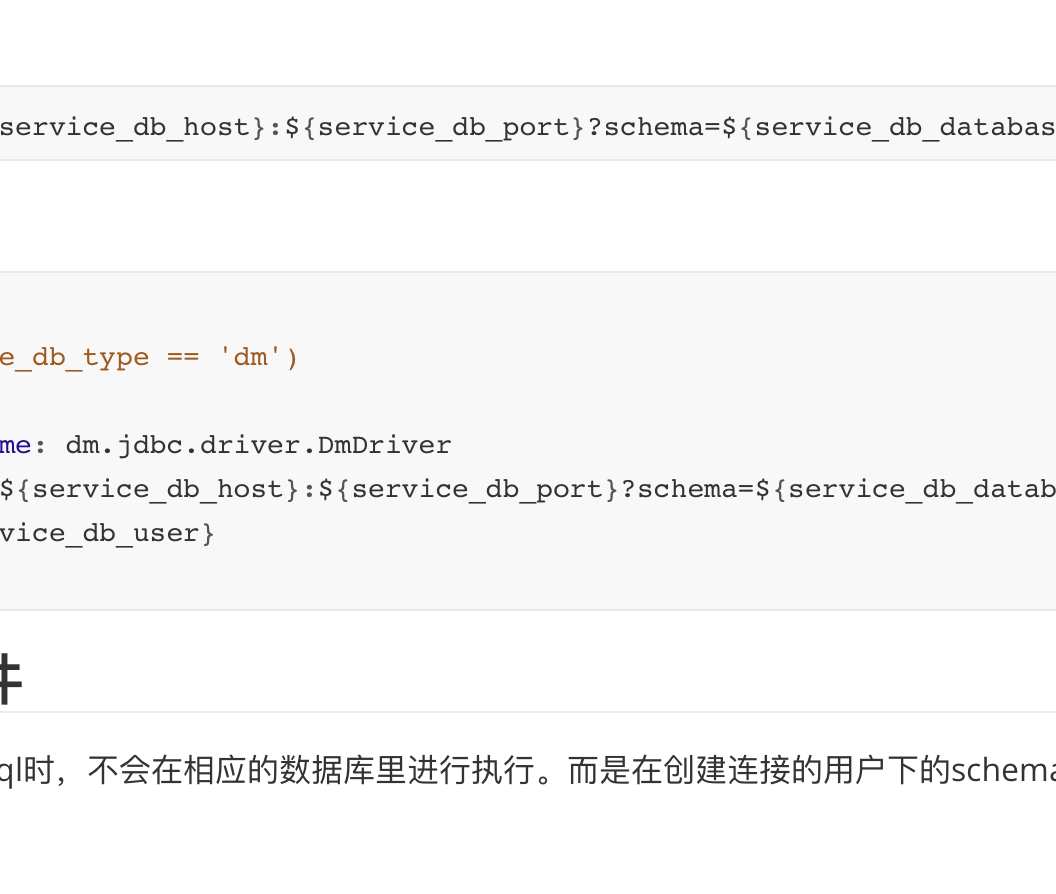 service_db_host}:${service_db_port}?schema=${service_db_databas
e_db_type == 'dm')
me: dm.jdbc.driver.DmDriver
${service_db_host}:${service_db_port}?schema=${service_db_datab
vice_db_user}
件
ql时，不会在相应的数据库里进行执行。而是在创建连接的用户下的schema